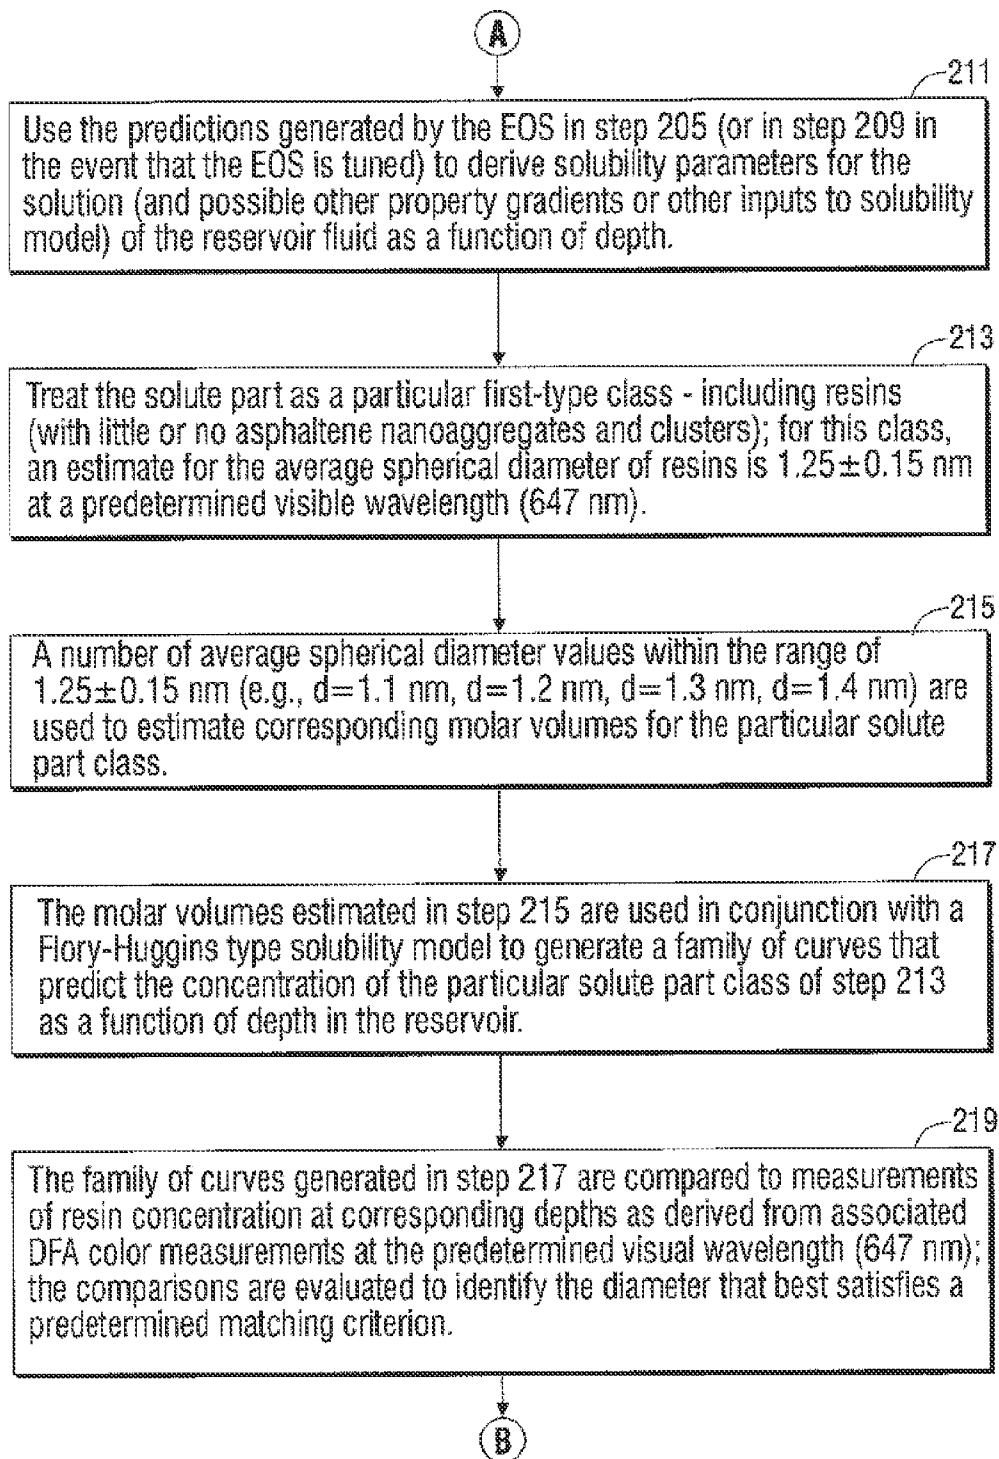 A
211
Use the predictions generated by the EOS in step 205 (or in step 209 in
the event that the EOS is tuned) to derive solubility parameters for the
solution (and possible other property gradients or other inputs to solubility
model) of the reservoir fluid as a function of depth.
213
Treat the solute part as a particular first-type class - including resins
(with little or no asphaltene nanoaggregates and clusters); for this class,
an estimate for the average spherical diameter of resins is 1.25±0.15 nm
at a predetermined visible wavelength (647 nm).
215
A number of average spherical diameter values within the range of
1.25±0.15 nm (e.g., d=1.1 nm, d=1.2 nm, d=1.3 nm, d=1.4 nm) are
used to estimate corresponding molar volumes for the particular solute
part class.
217
The molar volumes estimated in step 215 are used in conjunction with a
Flory-Huggins type solubility model to generate a family of curves that
predict the concentration of the particular solute part class of step 213
as a function of depth in the reservoir.
219
The family of curves generated in step 217 are compared to measurements
of resin concentration at corresponding depths as derived from associated
DFA color measurements at the predetermined visual wavelength (647 nm);
the comparisons are evaluated to identify the diameter that best satisfies a
predetermined matching criterion.
B